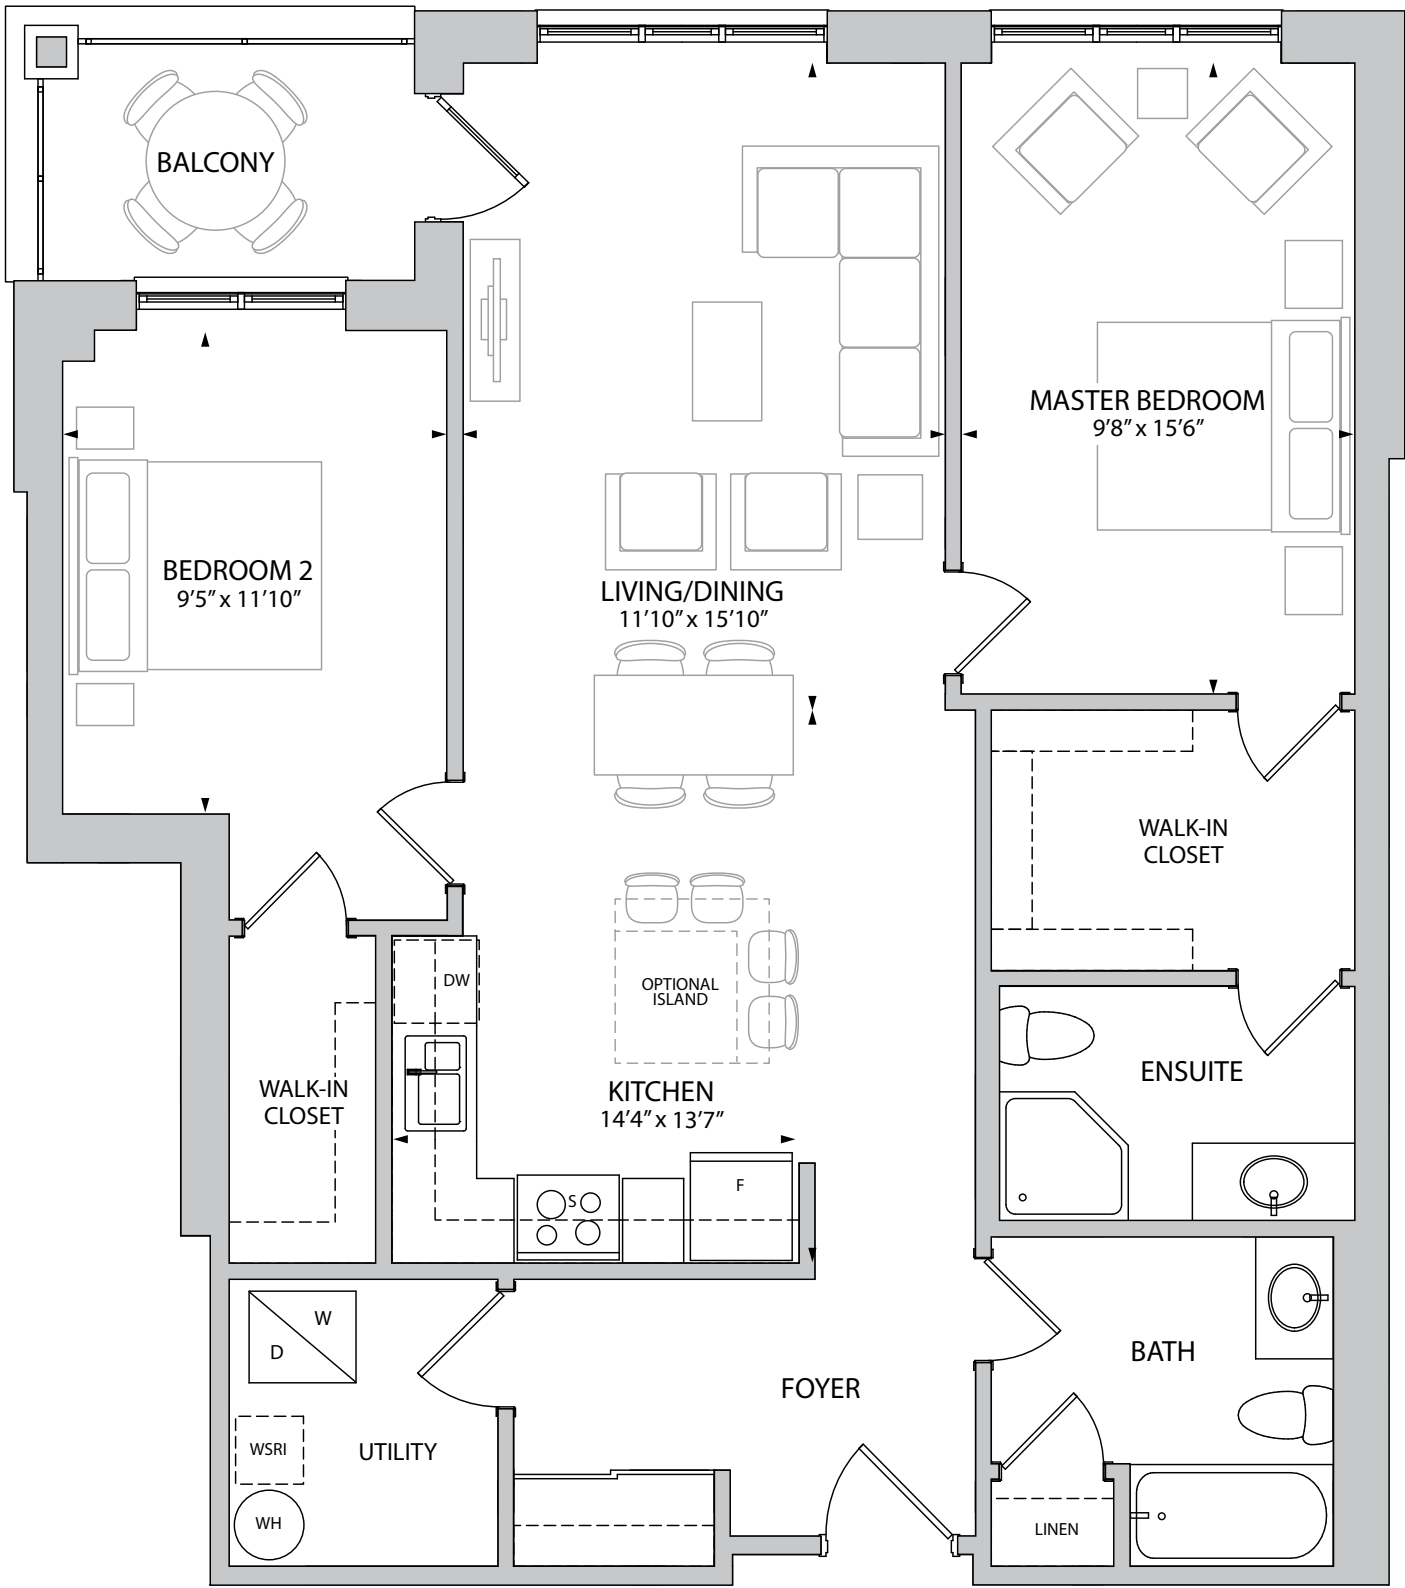 BALCONY
MASTER BEDROOM
9'8" x 15'6"
BEDROOM 2
9'5" x 11'10"
LIVING/DINING
11'10" x 15'10"
WALK-IN
CLOSET
DW
OPTIONAL
ISLAND
ENSUITE
WALK-IN
CLOSET
KITCHEN
14'4" x 13'7"
S
F
W
D
BATH
FOYER
WSRI
UTILITY
WH
LINEN